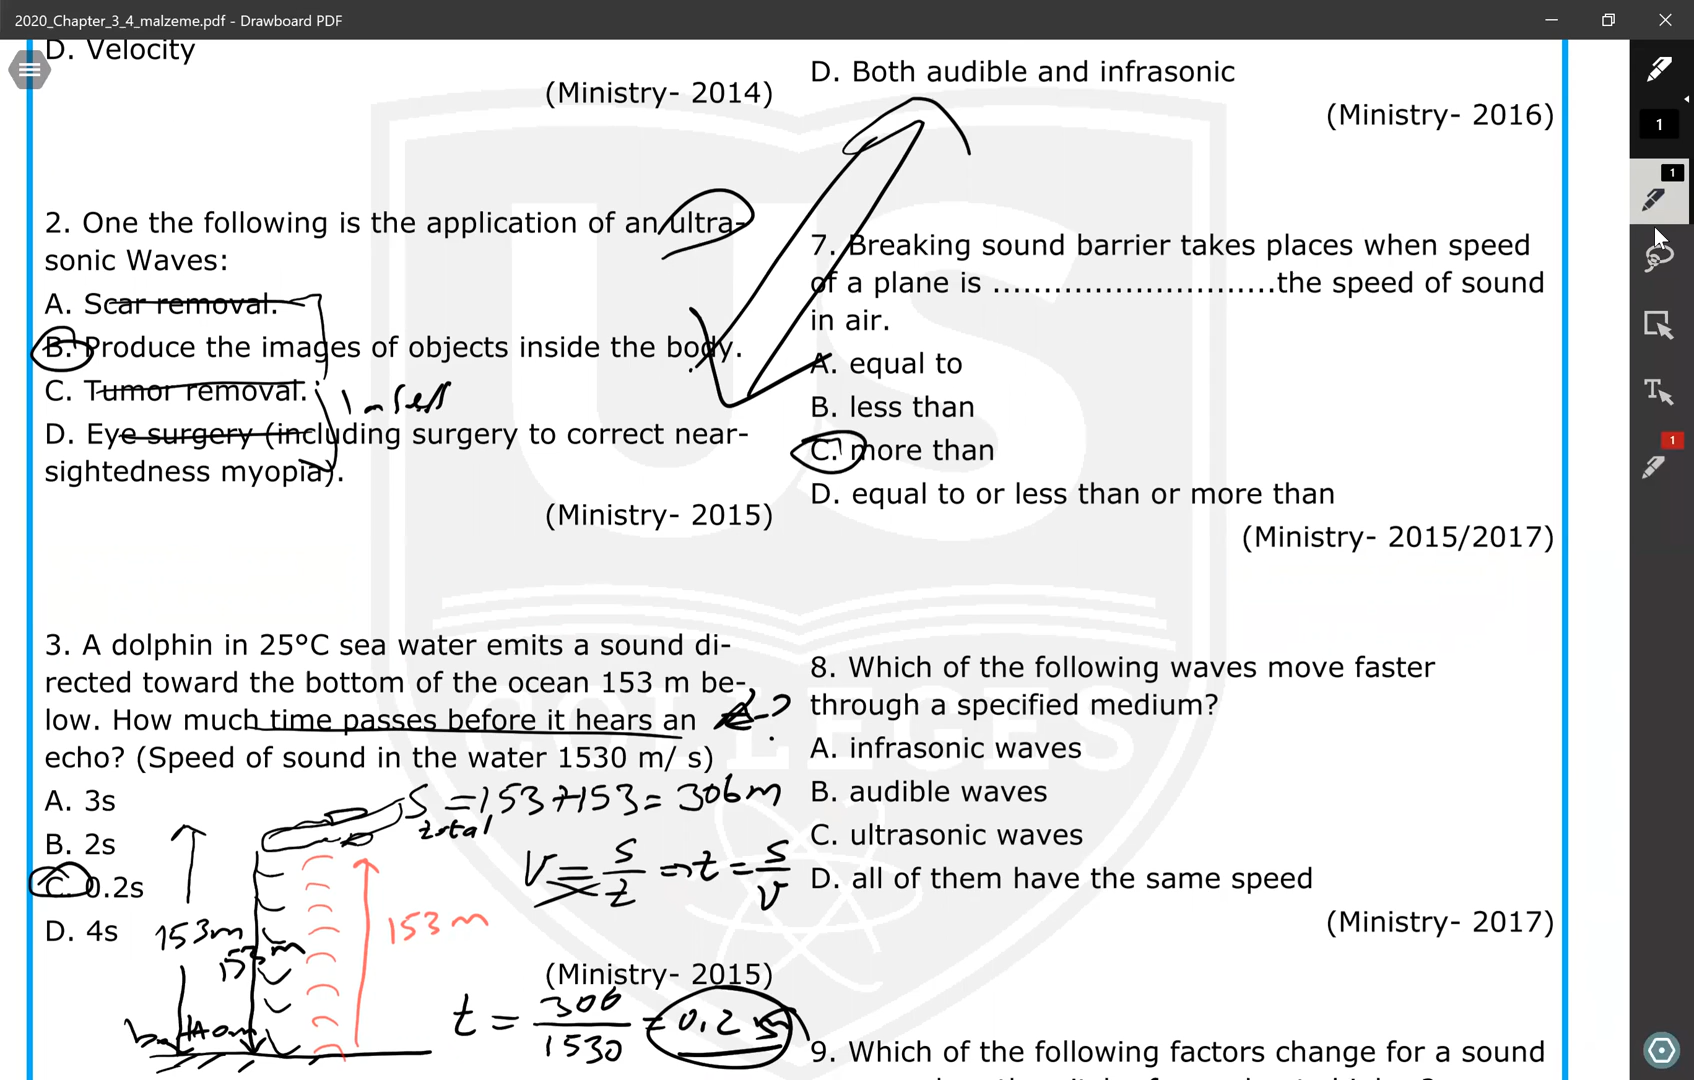 2020_Chapter_3_4_malzeme.pdf - Drawboard PDF
D. Velocity
(Ministry- 2014)
2. One the following is the application of an ultra-
sonic Waves:
A. Scar removal.
B. Produce the images of objects inside the body.
C. Tumor removal.
D. Eye surgery (including surgery to correct near-
sightedness myopia).
(Ministry- 2015)
3. A dolphin in 25°C sea water emits a sound di-
rected toward the bottom of the ocean 153 m be-
low. How much time passes before it hears an
echo? (Speed of sound in the water 1530 m/ s)
A. 3s
B. 2s
C. 0.2s
D. 4s
S total = 153 + 153 = 306 m
V = s/t ⇒ t = s/v
153 m
153 m
153 m
(Ministry- 2015)
t = 306/1530 = 0.2 s
D. Both audible and infrasonic
(Ministry- 2016)
7. Breaking sound barrier takes places when speed
of a plane is ............................the speed of sound
in air.
A. equal to
B. less than
C. more than
D. equal to or less than or more than
(Ministry- 2015/2017)
8. Which of the following waves move faster
through a specified medium?
A. infrasonic waves
B. audible waves
C. ultrasonic waves
D. all of them have the same speed
(Ministry- 2017)
9. Which of the following factors change for a sound
US
COLLEGES
1
1
1